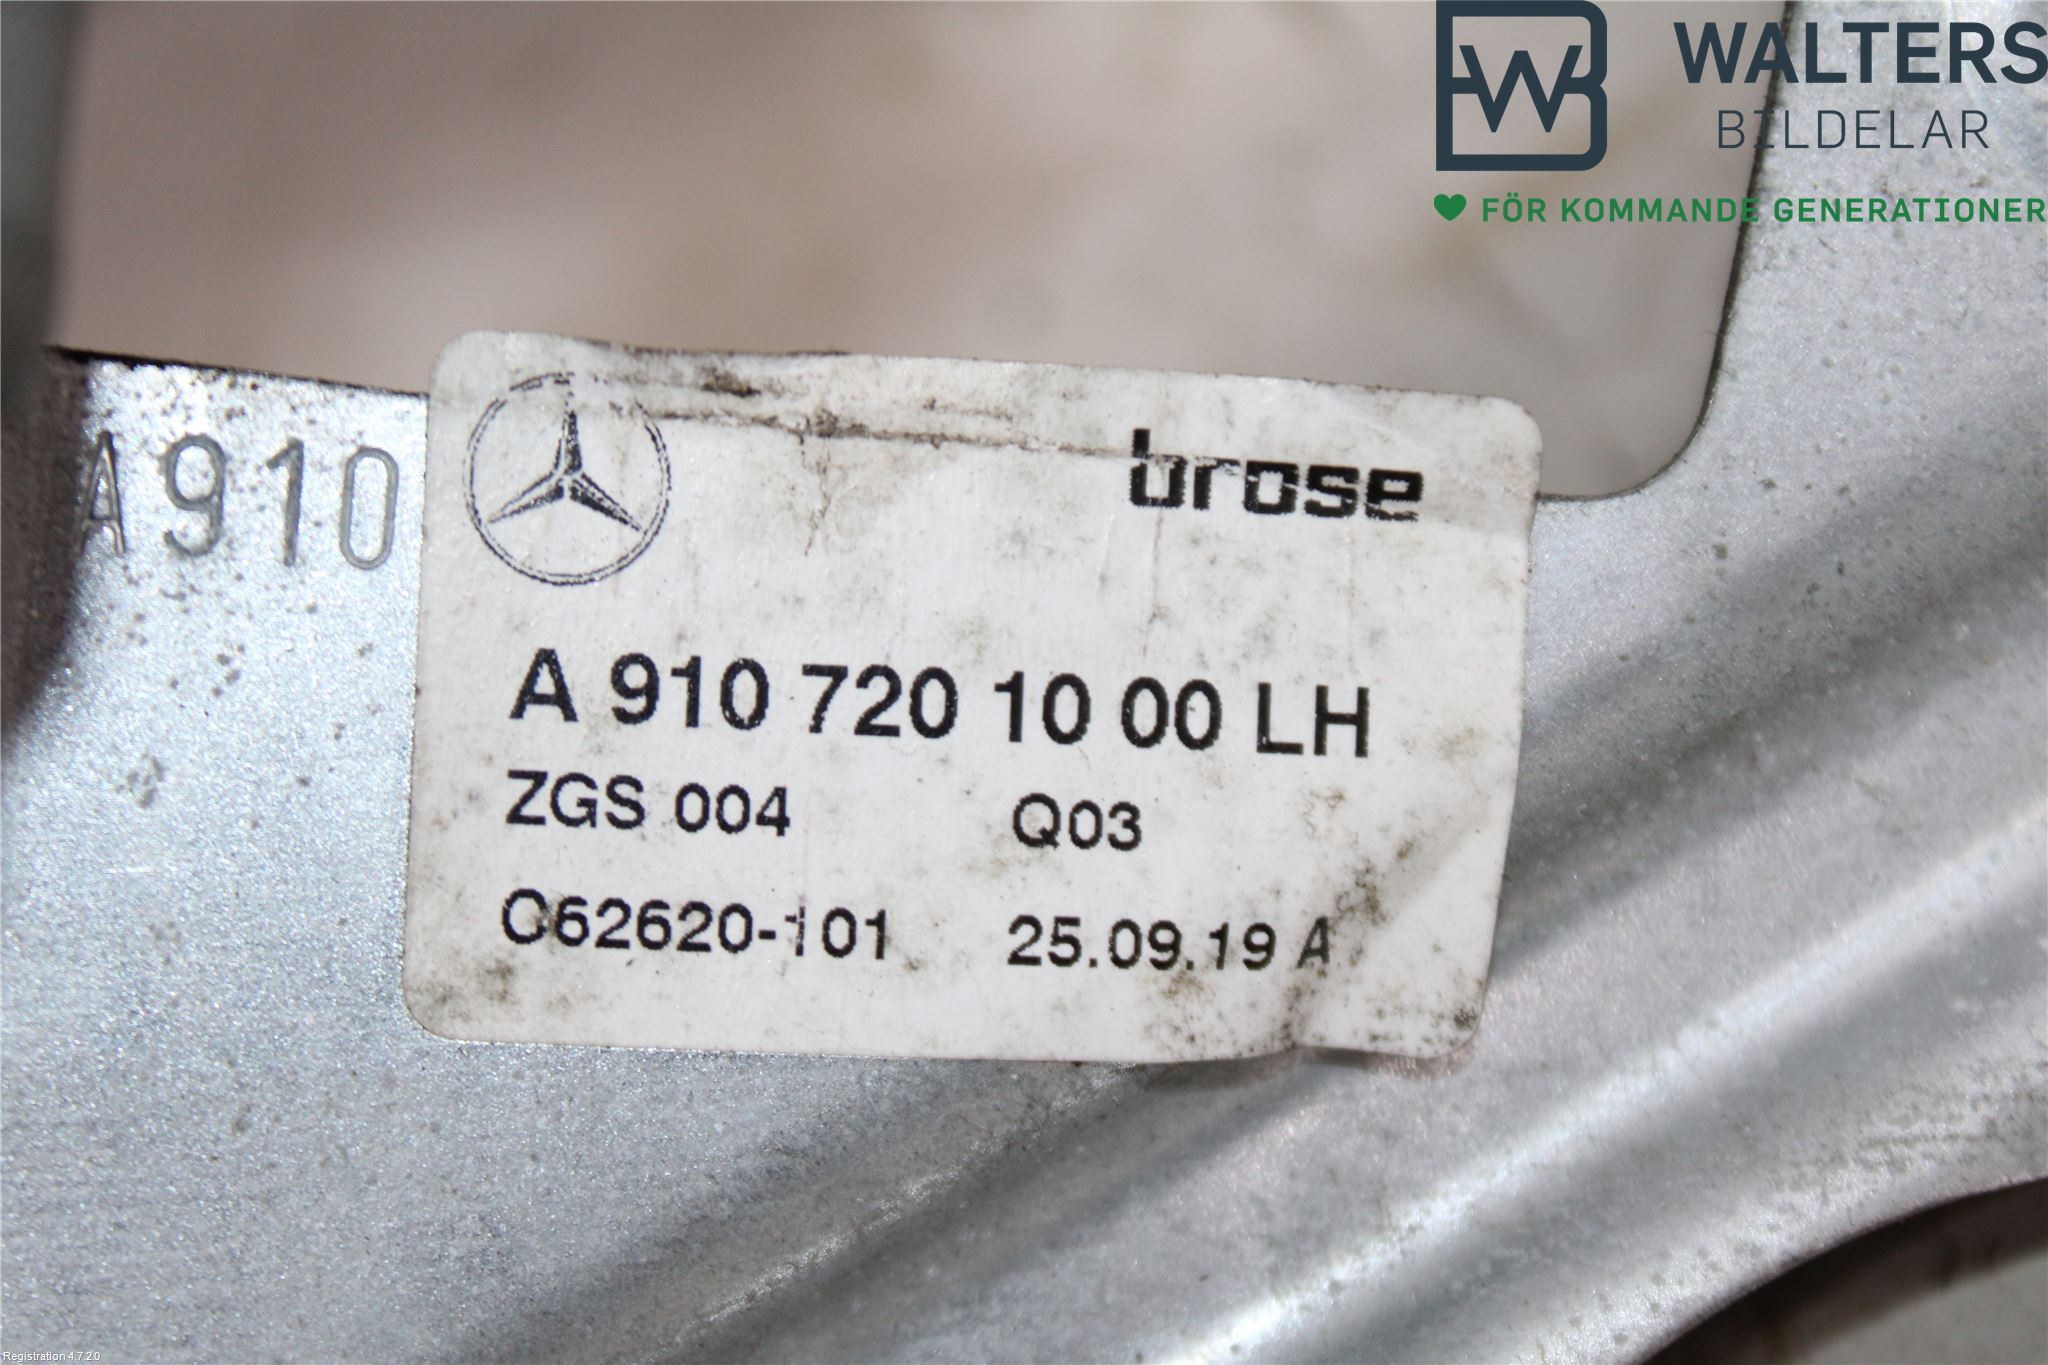 WALTERS
BILDELAR
FÖR KOMMANDE GENERATIONER
A910
brose
A 910 720 10 00 LH
ZGS 004 Q03
C62620-101 25.09.19 A
Registration 4.7.2.0